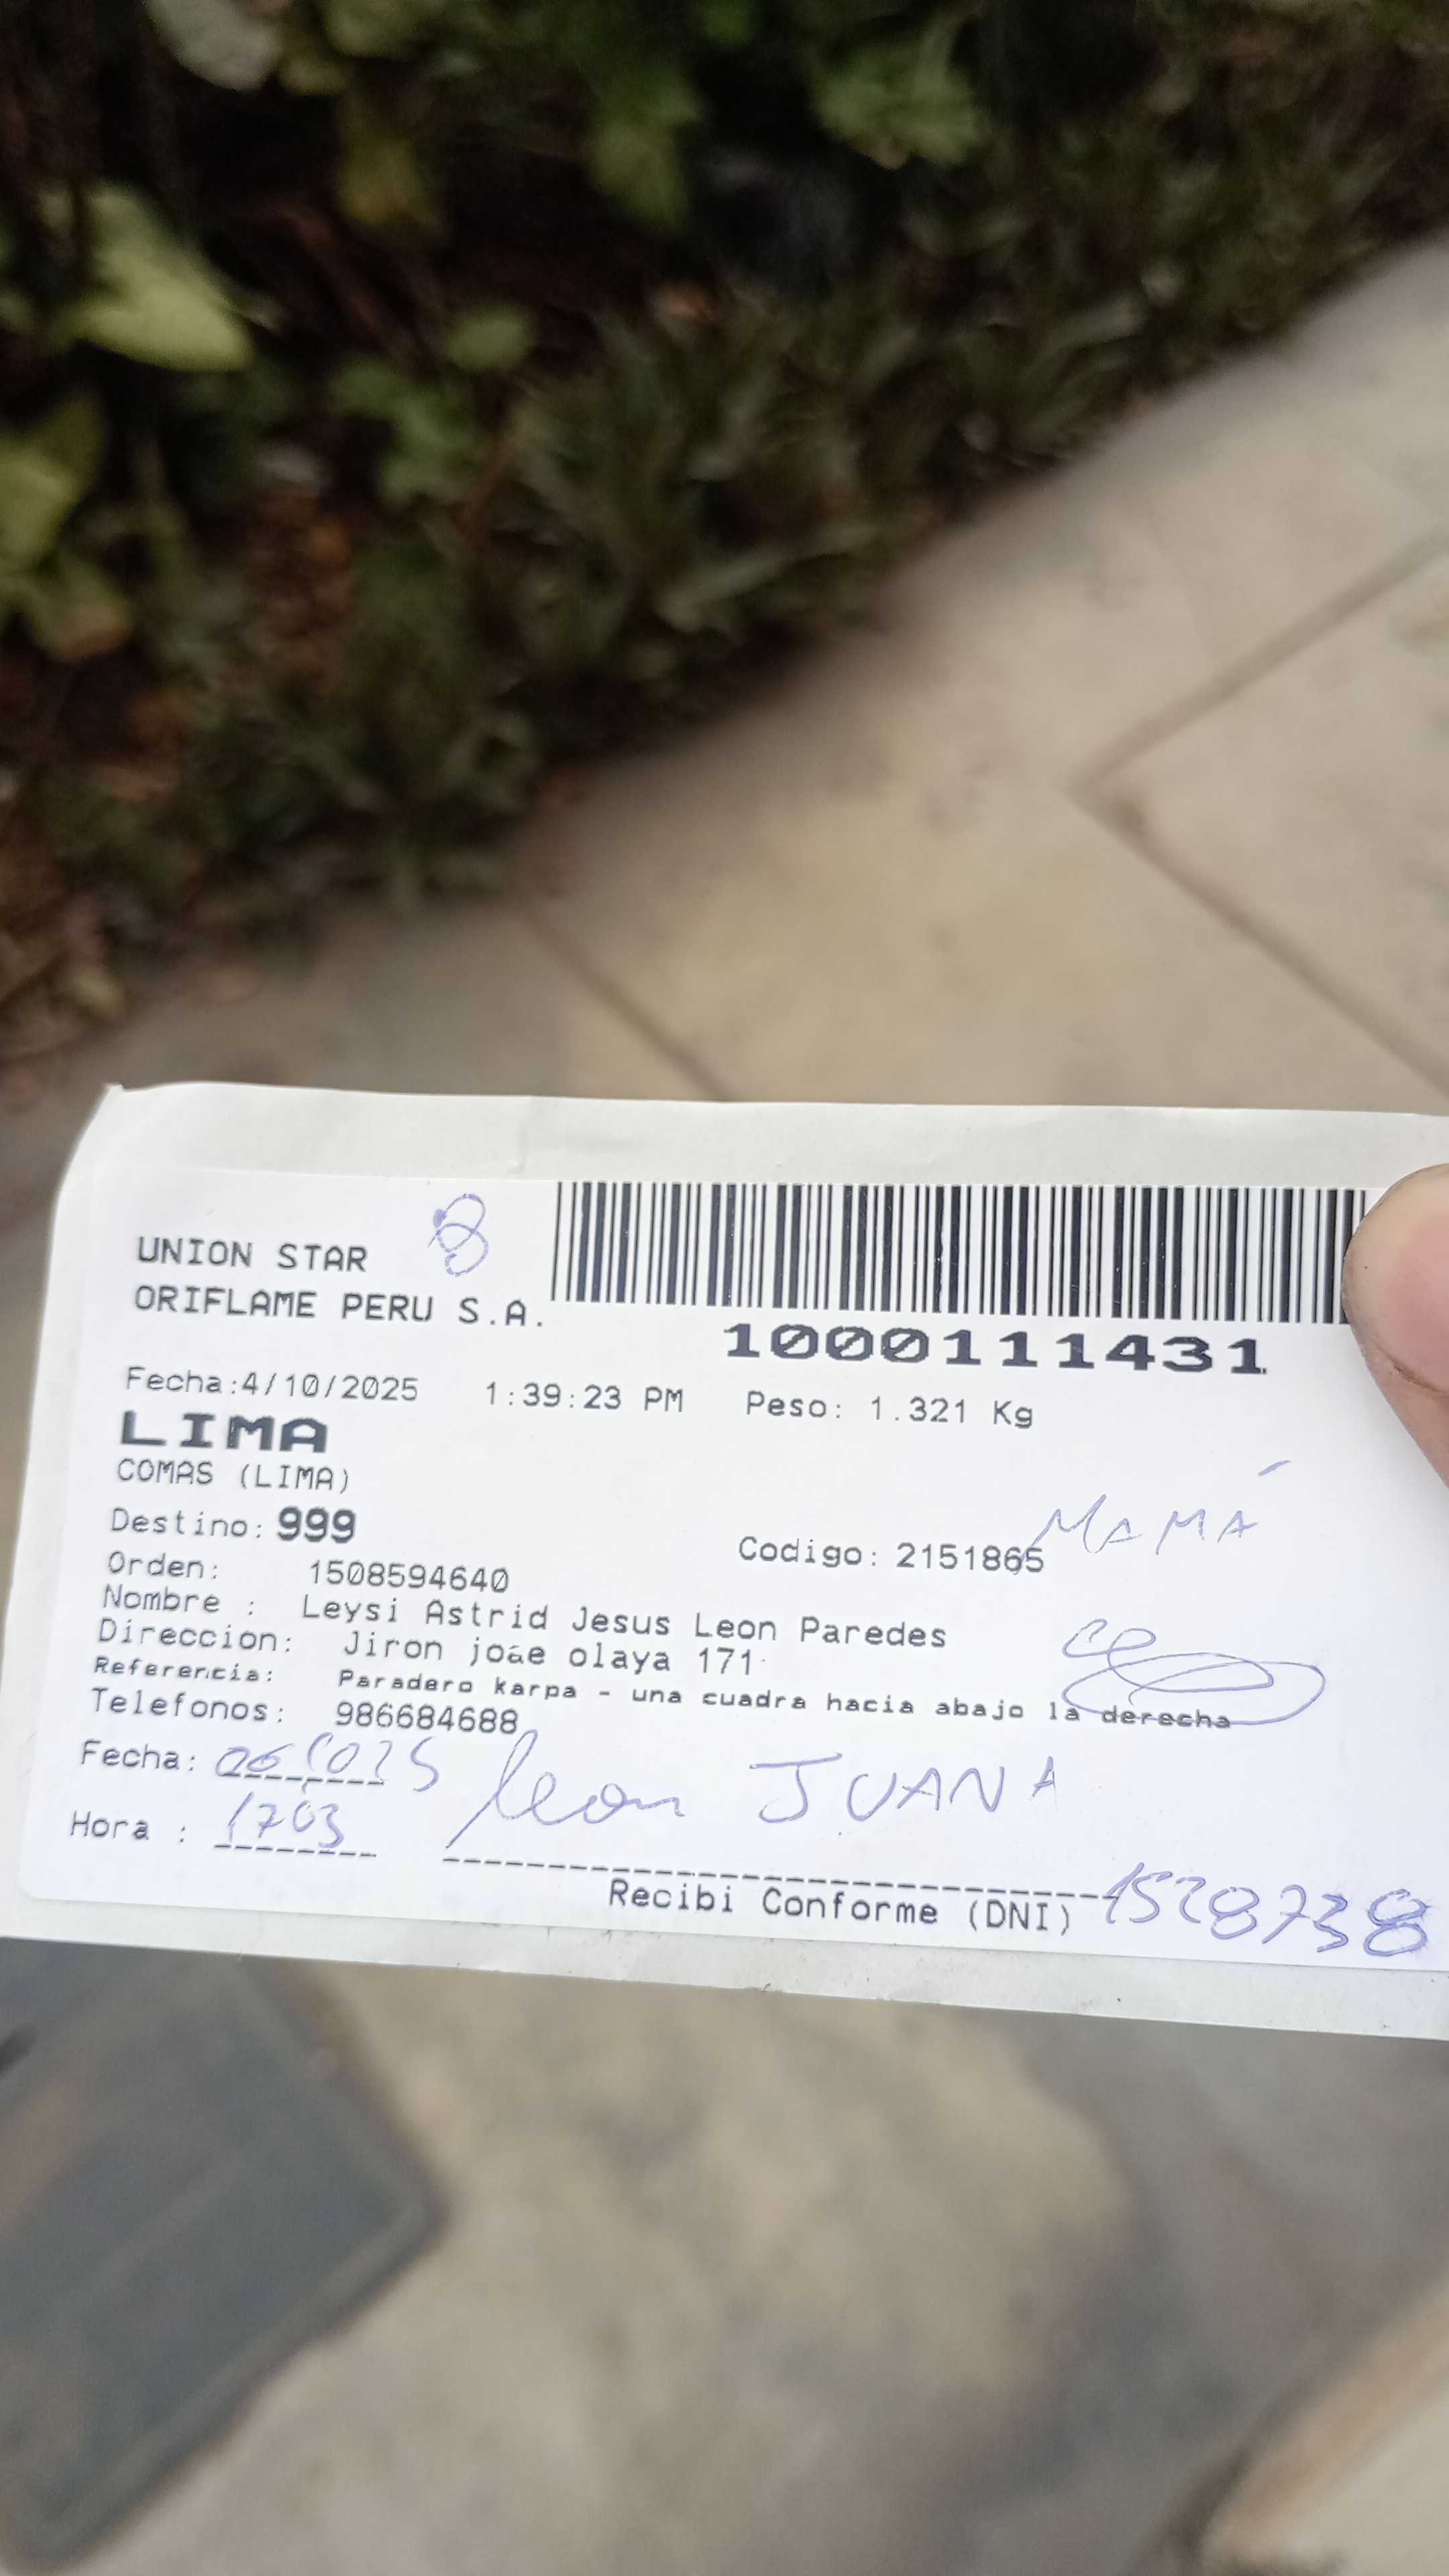 UNION STAR 8
ORIFLAME PERU S.A.
1000111431
Fecha:4/10/2025 1:39:23 PM Peso: 1.321 Kg
LIMA
COMAS (LIMA)
Destino: 999
Codigo: 2151865 MAMÁ
Orden: 1508594640
Nombre : Leysi Astrid Jesus Leon Paredes
Direccion: Jiron jose olaya 171
Referencia: Paradero karpa - una cuadra hacia abajo la derecha
Telefonos: 986684688
Fecha: 061025 Leon JUANA
Hora : 1703
Recibi Conforme (DNI) 1528738